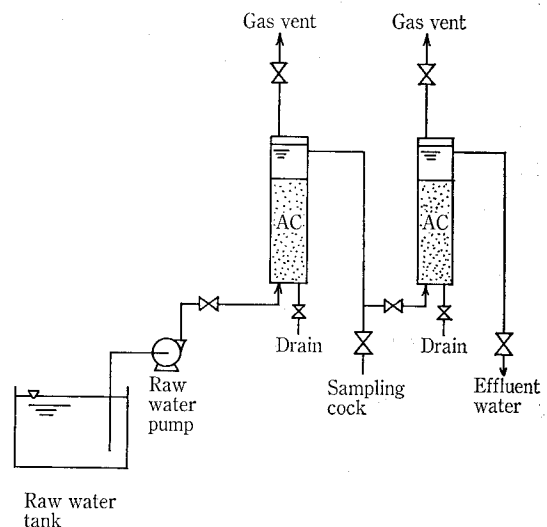 Gas vent
Gas vent
AC
AC
Drain
Drain
Raw
water
pump
Sampling
cock
Effluent
water
Raw water
tank